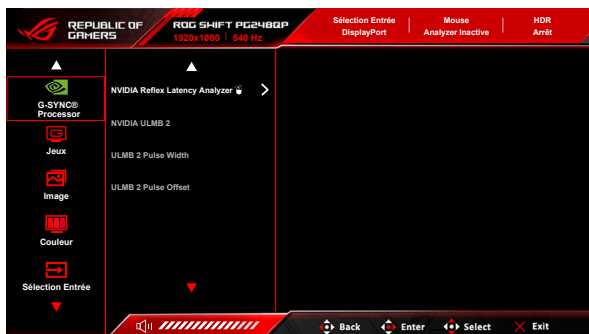 REPUBLIC OF
GAMERS
ROG SWIFT PG248QP
1920x1080 540 Hz
Sélection Entrée
DisplayPort
Mouse
Analyzer Inactive
HDR
Arrêt
G-SYNC®
Processor
Jeux
Image
Couleur
Sélection Entrée
NVIDIA Reflex Latency Analyzer
NVIDIA ULMB 2
ULMB 2 Pulse Width
ULMB 2 Pulse Offset
Back
Enter
Select
Exit